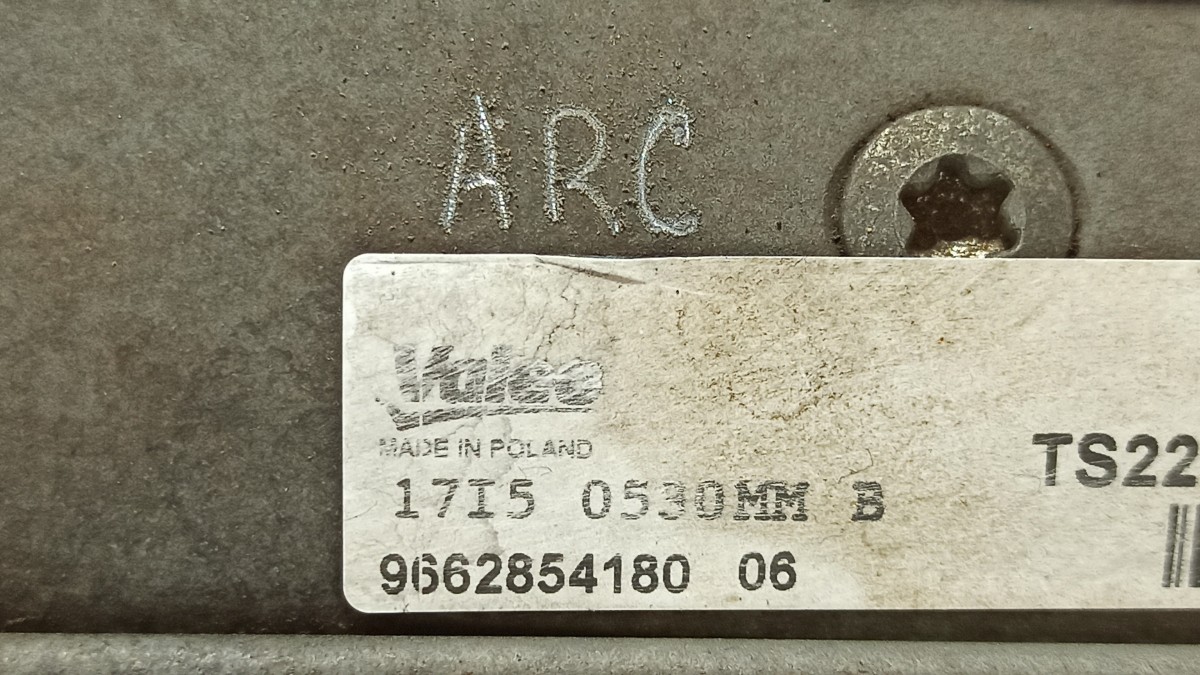 ARC
Valeo
MADE IN POLAND
TS22
17I5 0530MM B
9662854180 06